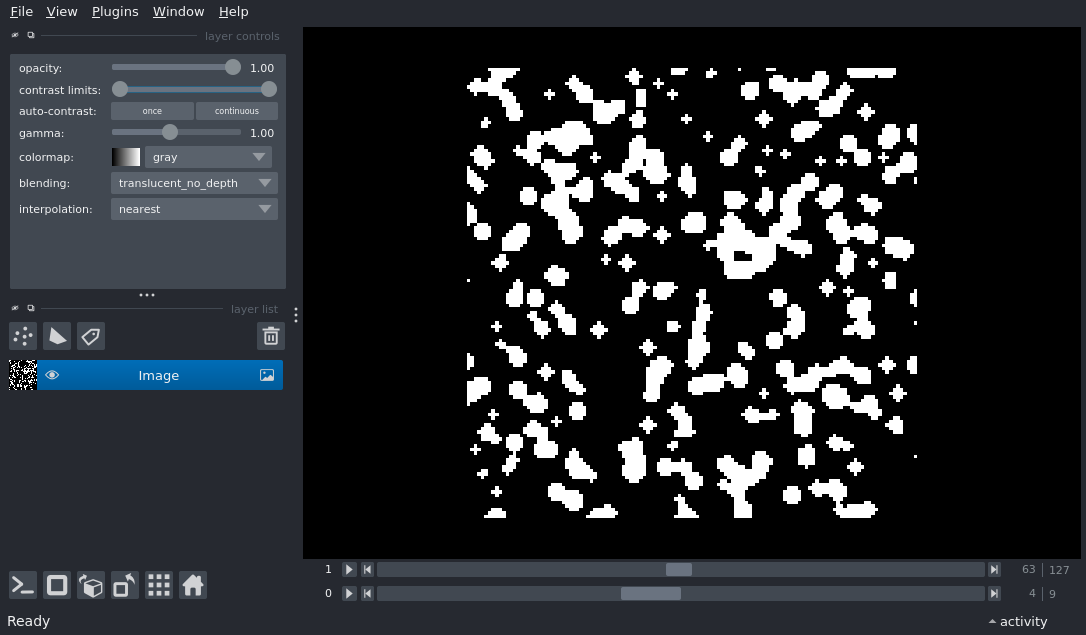 File View Plugins Window Help
layer controls
opacity: 1.00
contrast limits:
auto-contrast: once continuous
gamma: 1.00
colormap: gray
blending: translucent_no_depth
interpolation: nearest
layer list
Image
1 63 127
0 4 9
Ready activity